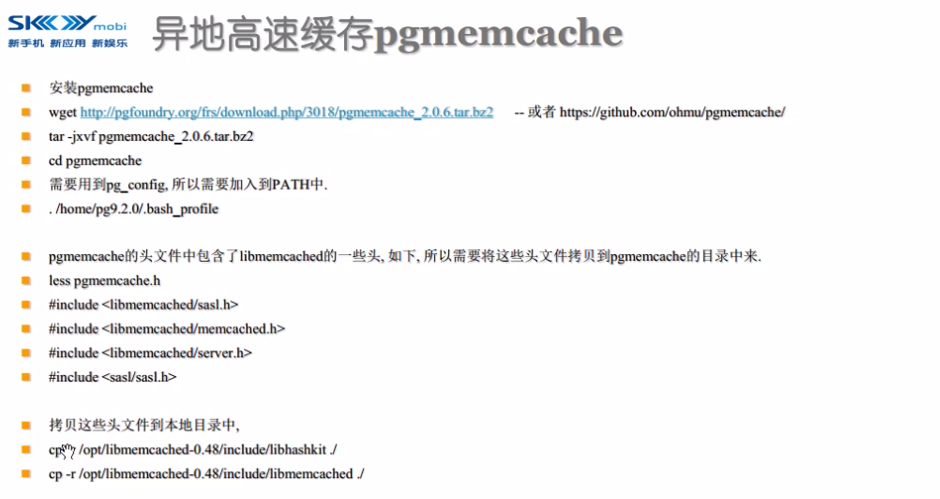 SKYmobi
新手机 新应用 新娱乐
异地高速缓存pgmemcache
安装pgmemcache
wget http://pgfoundry.org/frs/download.php/3018/pgmemcache_2.0.6.tar.bz2 -- 或者 https://github.com/ohmu/pgmemcache/
tar -jxvf pgmemcache_2.0.6.tar.bz2
cd pgmemcache
需要用到pg_config, 所以需要加入到PATH中.
. /home/pg9.2.0/.bash_profile
pgmemcache的头文件中包含了libmemcached的一些头, 如下, 所以需要将这些头文件拷贝到pgmemcache的目录中来.
less pgmemcache.h
#include <libmemcached/sasl.h>
#include <libmemcached/memcached.h>
#include <libmemcached/server.h>
#include <sasl/sasl.h>
拷贝这些头文件到本地目录中,
cp /opt/libmemcached-0.48/include/libhashkit ./
cp -r /opt/libmemcached-0.48/include/libmemcached ./